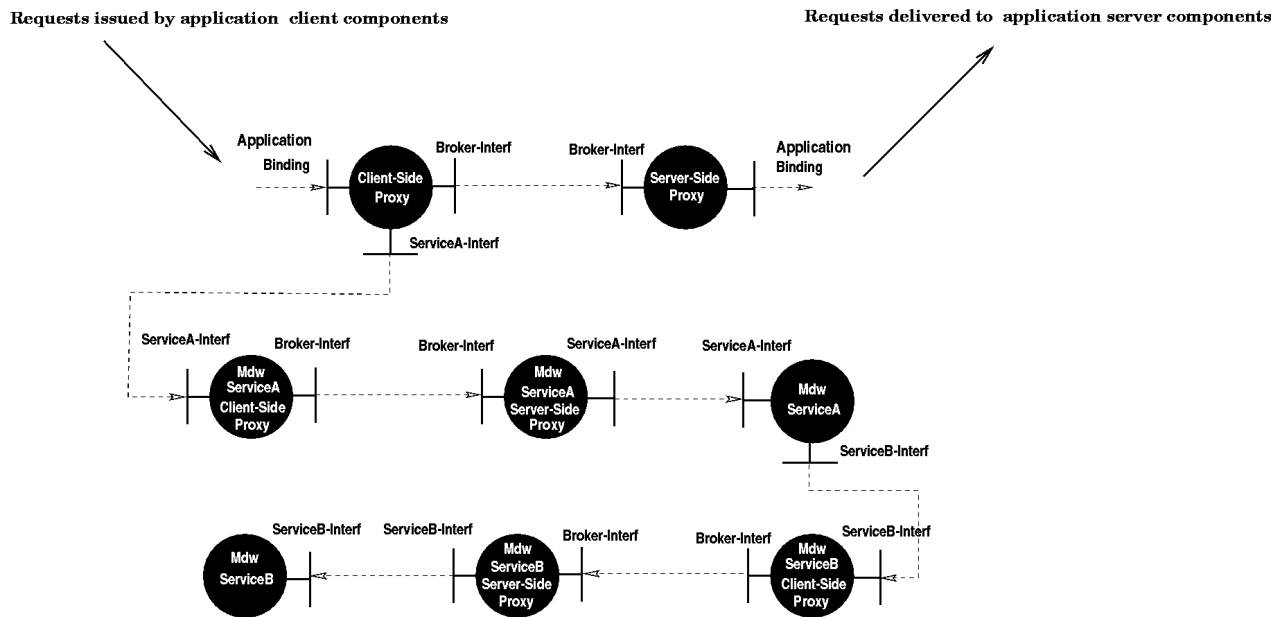 Requests issued by application client components
Requests delivered to application server components
Application
Binding
Broker-Interf
Broker-Interf
Application
Binding
Client-Side
Proxy
Server-Side
Proxy
ServiceA-Interf
ServiceA-Interf
Broker-Interf
Broker-Interf
ServiceA-Interf
ServiceA-Interf
Mdw
ServiceA
Client-Side
Proxy
Mdw
ServiceA
Server-Side
Proxy
Mdw
ServiceA
ServiceB-Interf
ServiceB-Interf
ServiceB-Interf
Broker-Interf
Broker-Interf
ServiceB-Interf
Mdw
ServiceB
Mdw
ServiceB
Server-Side
Proxy
Mdw
ServiceB
Client-Side
Proxy